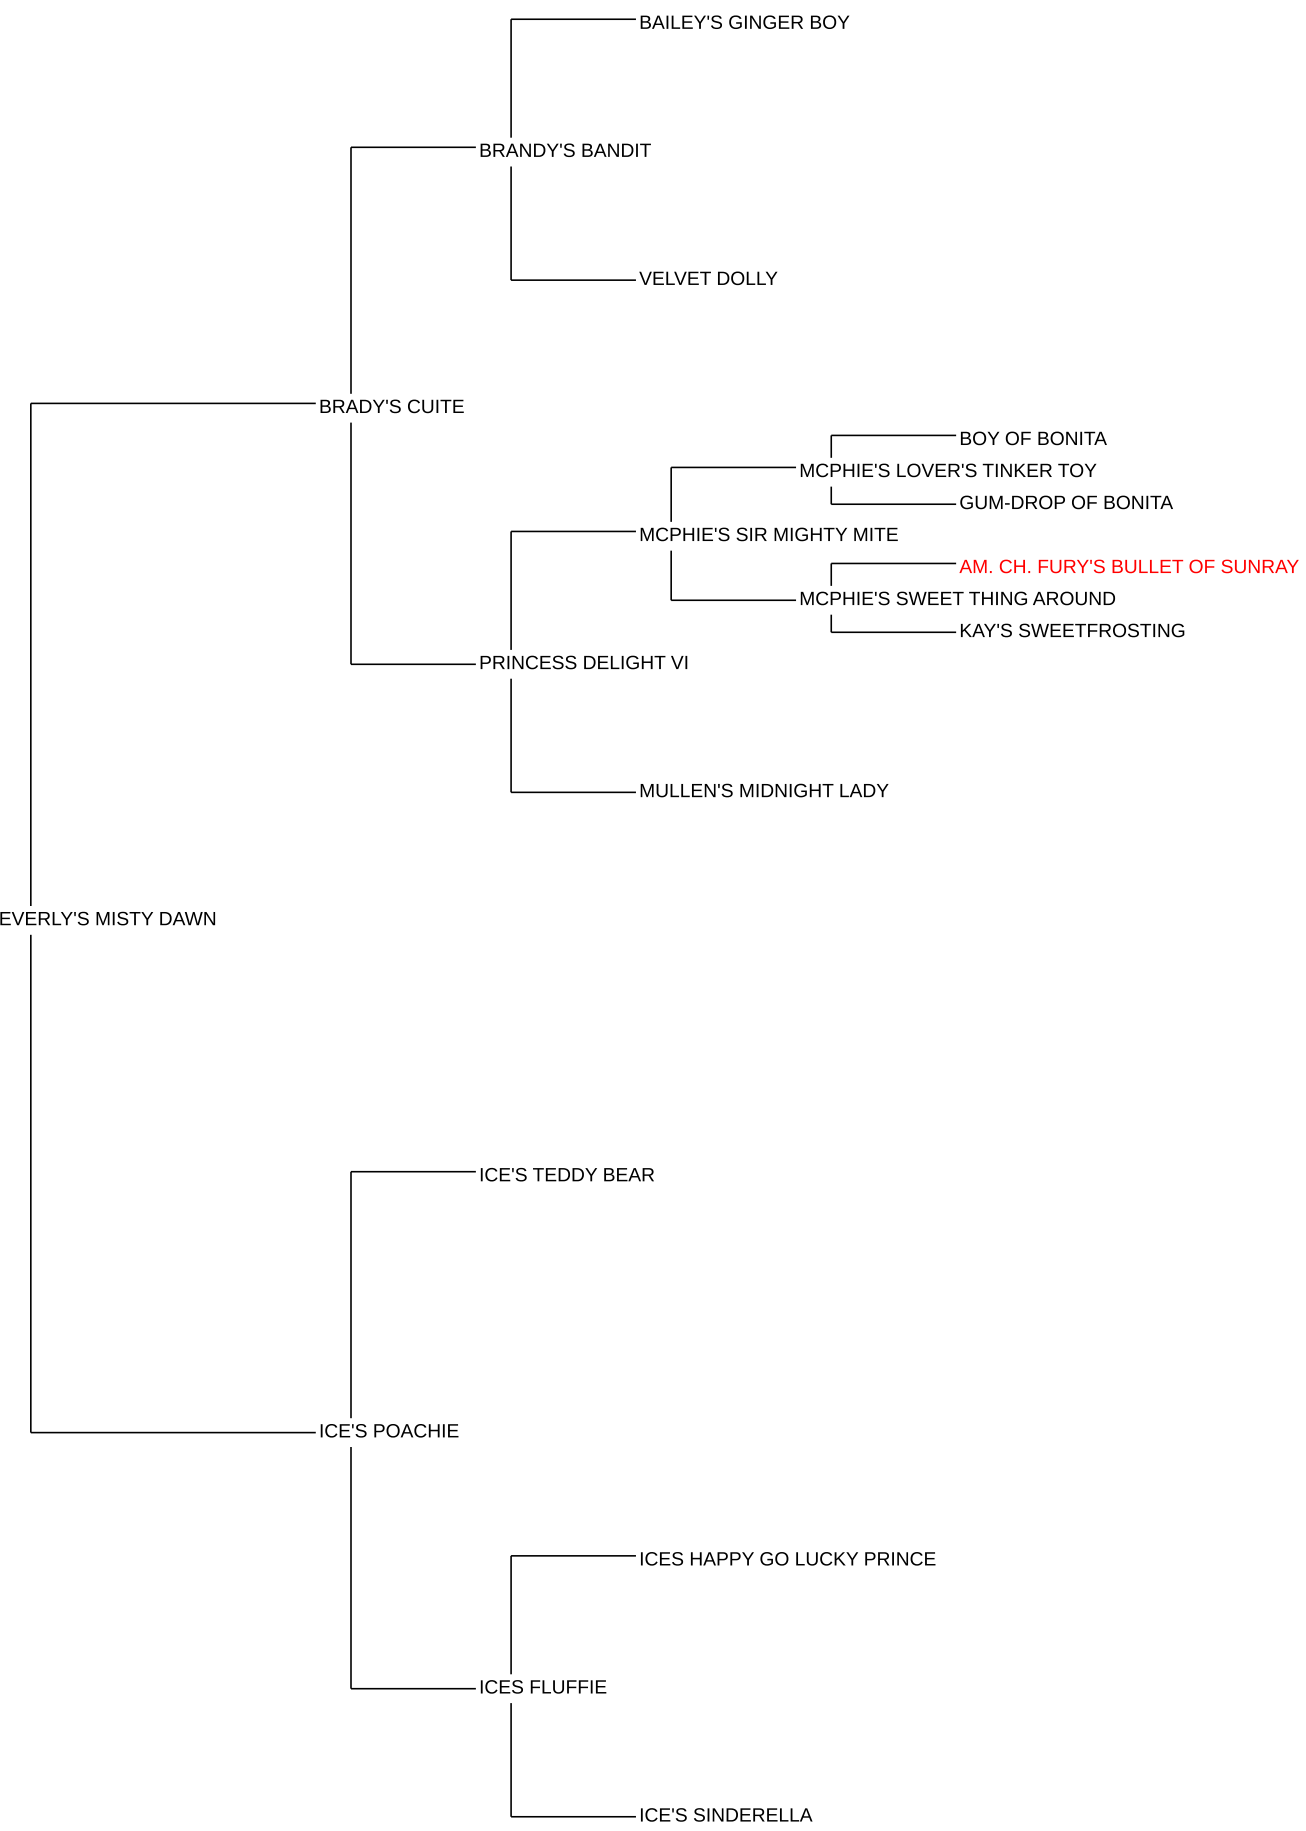 BAILEY'S GINGER BOY
BRANDY'S BANDIT
VELVET DOLLY
BRADY'S CUITE
BOY OF BONITA
MCPHIE'S LOVER'S TINKER TOY
GUM-DROP OF BONITA
MCPHIE'S SIR MIGHTY MITE
AM. CH. FURY'S BULLET OF SUNRAY
MCPHIE'S SWEET THING AROUND
KAY'S SWEETFROSTING
PRINCESS DELIGHT VI
MULLEN'S MIDNIGHT LADY
EVERLY'S MISTY DAWN
ICE'S TEDDY BEAR
ICE'S POACHIE
ICES HAPPY GO LUCKY PRINCE
ICES FLUFFIE
ICE'S SINDERELLA